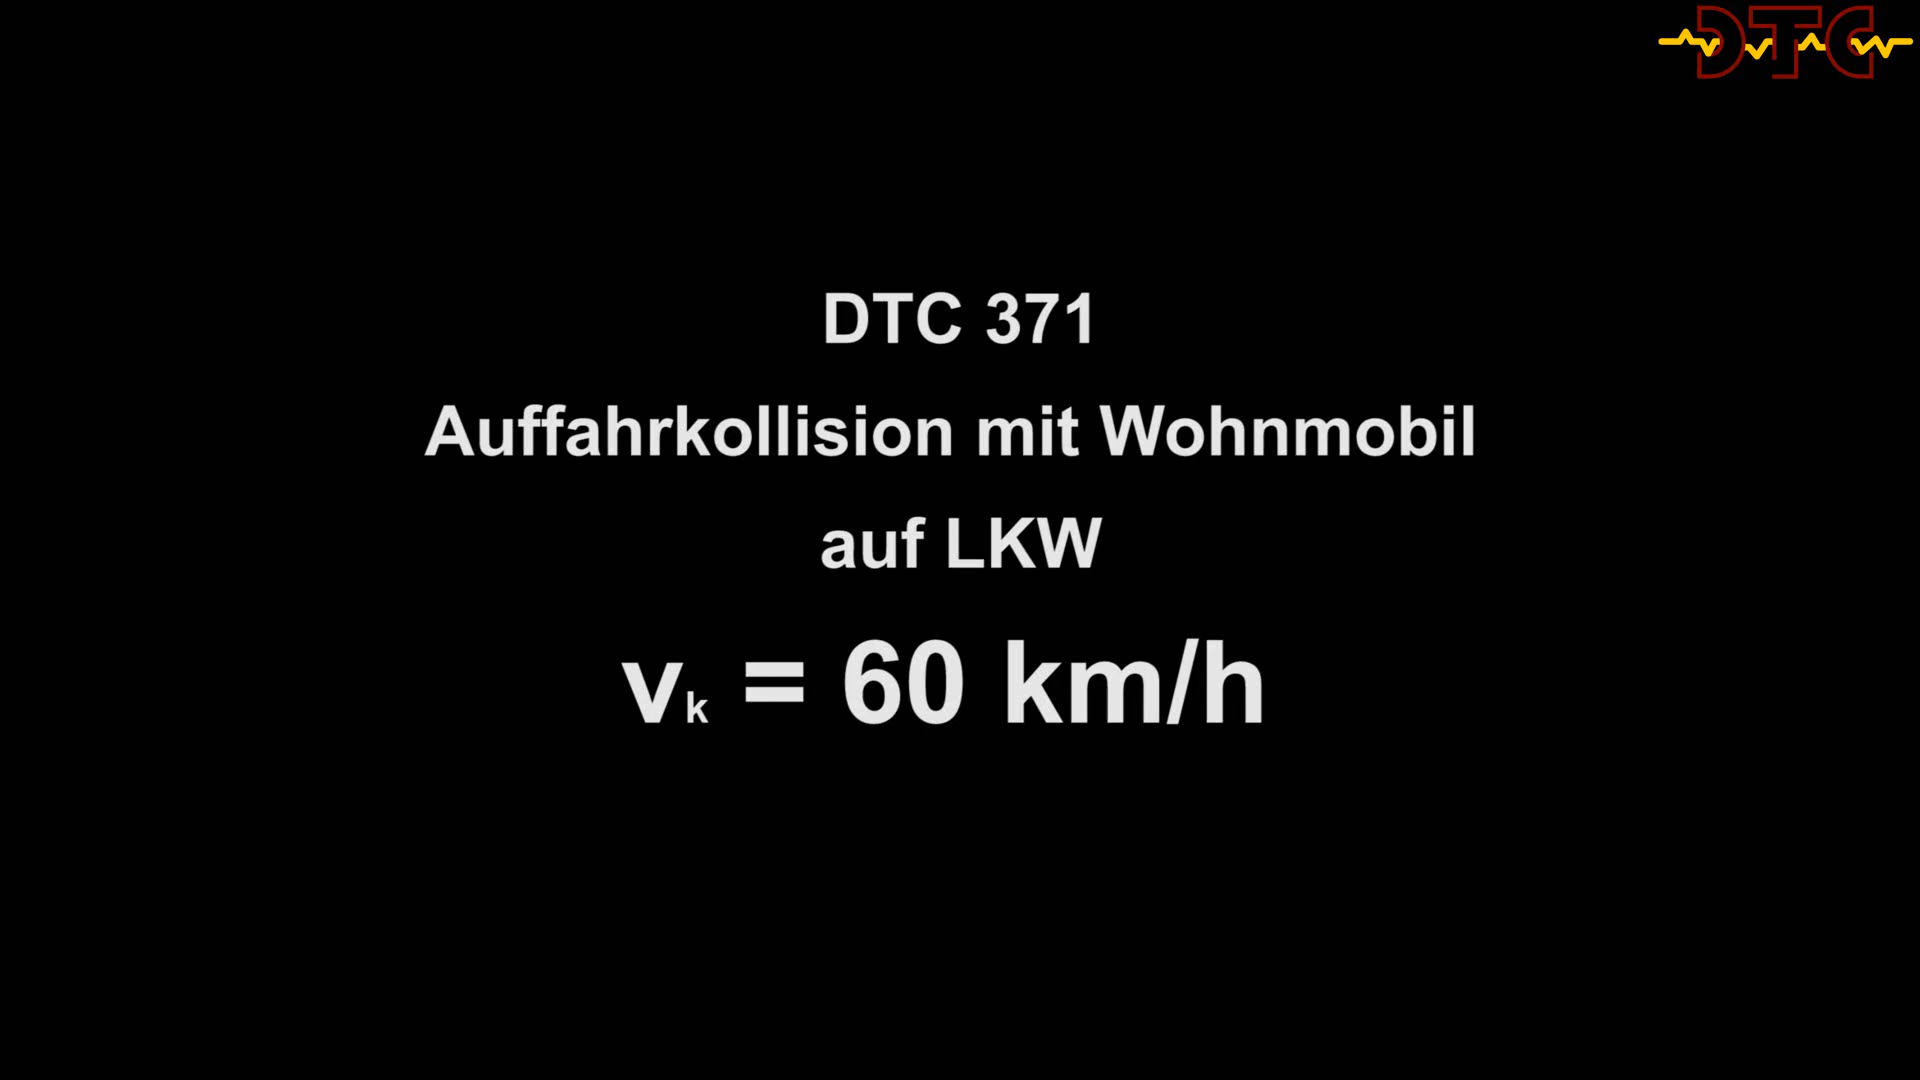 DTC
DTC 371
Auffahrkollision mit Wohnmobil
auf LKW
vk = 60 km/h